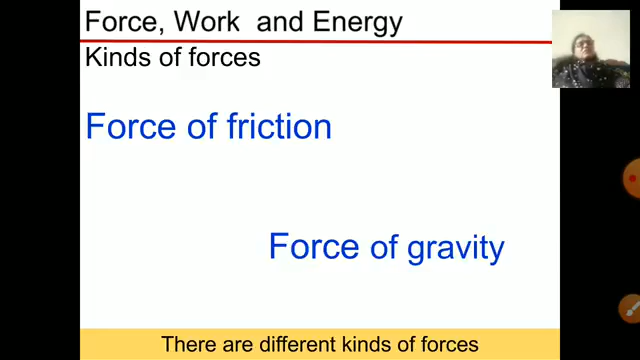 Force, Work and Energy
Kinds of forces
Force of friction
Force of gravity
There are different kinds of forces